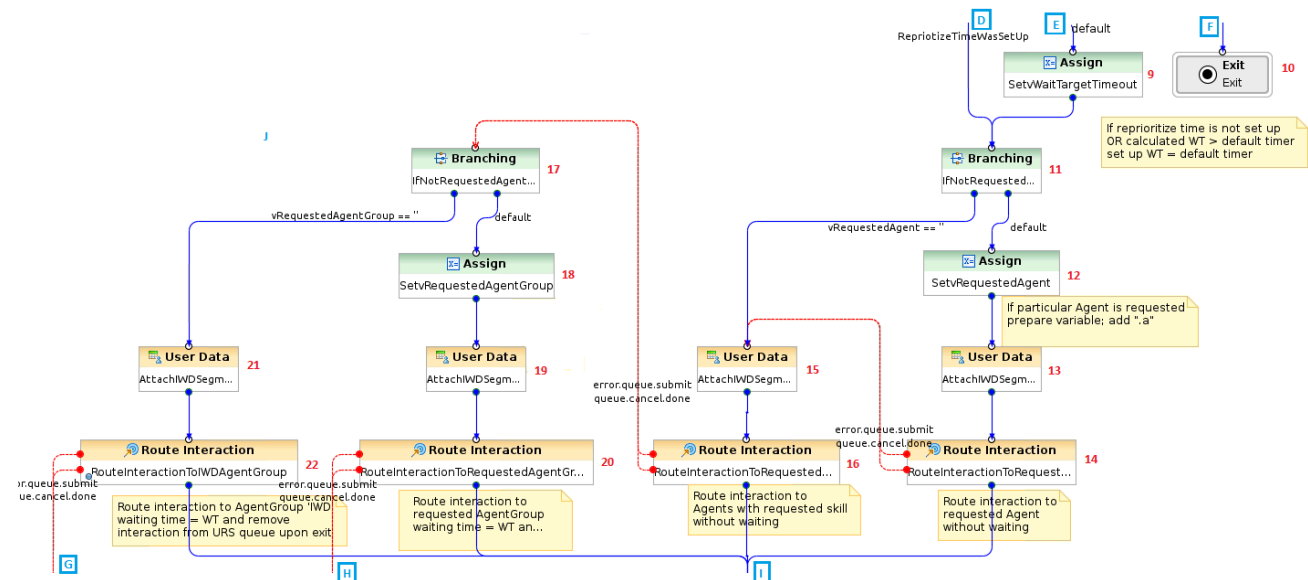 D
E
F
RepriotizeTimeWasSetUp
default
Assign
SetvWaitTargetTimeout
9
Exit
Exit
10
If reprioritize time is not set up
OR calculated WT > default timer
set up WT = default timer
J
Branching
IfNotRequestedAgent...
17
Branching
IfNotRequested...
11
vRequestedAgentGroup == ''
default
vRequestedAgent == ''
default
Assign
SetvRequestedAgentGroup
18
Assign
SetvRequestedAgent
12
If particular Agent is requested
prepare variable; add ".a"
User Data
AttachIWDSegm...
21
User Data
AttachIWDSegm...
19
User Data
AttachIWDSegm...
15
User Data
AttachIWDSegm...
13
error.queue.submit
queue.cancel.done
error.queue.submit
queue.cancel.done
Route Interaction
RouteInteractionToIWDAgentGroup
22
Route Interaction
RouteInteractionToRequestedAgentGr...
20
Route Interaction
RouteInteractionToRequested...
16
Route Interaction
RouteInteractionToRequest...
14
or.queue.submit
ue.cancel.done
error.queue.submit
queue.cancel.done
Route interaction to AgentGroup 'IWD
waiting time = WT and remove
interaction from URS queue upon exit
Route interaction to
requested AgentGroup
waiting time = WT an...
Route interaction to
Agents with requested skill
without waiting
Route interaction to
requested Agent
without waiting
G
H
I